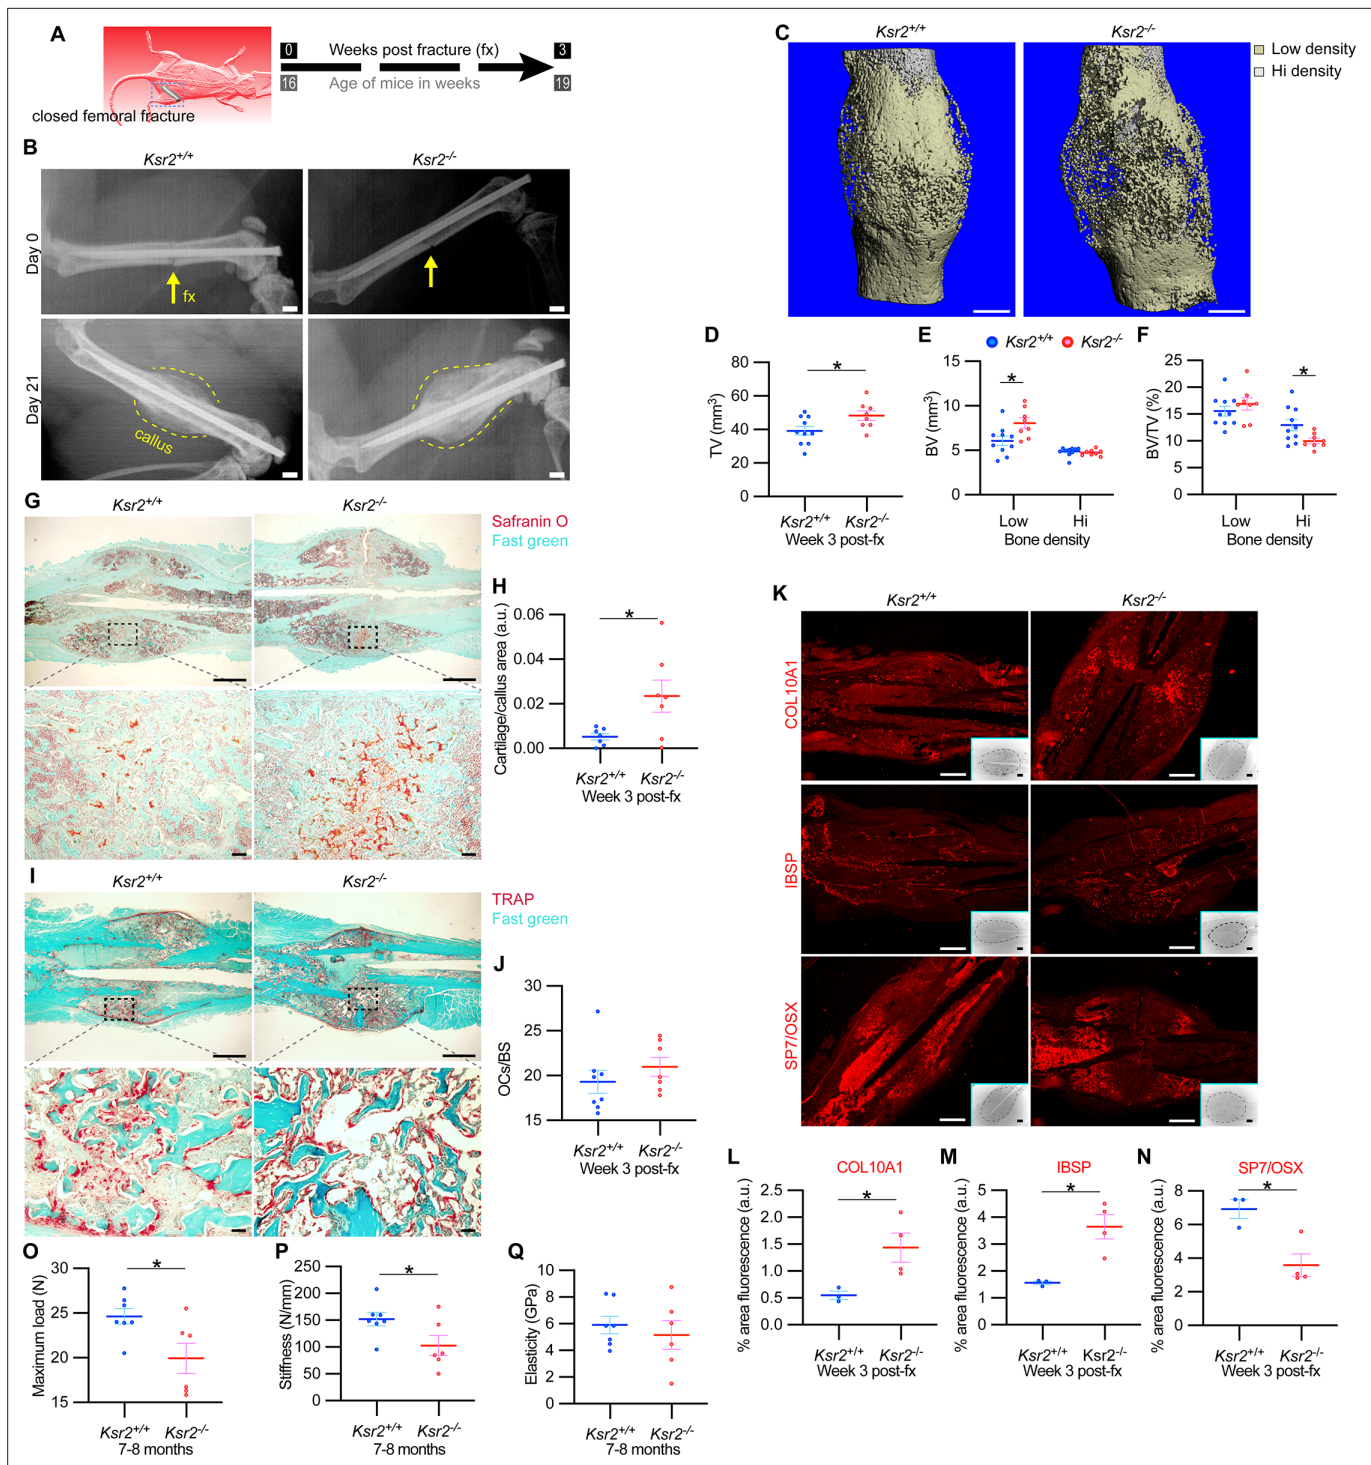 A
0 Weeks post fracture (fx) 3
16 Age of mice in weeks 19
closed femoral fracture
B
Ksr2+/+ Ksr2-/-
Day 0
fx
Day 21
callus
C
Ksr2+/+ Ksr2-/-
Low density
Hi density
D
TV (mm3)
80
60
40
20
0
*
Ksr2+/+ Ksr2-/-
Week 3 post-fx
E
Ksr2+/+ Ksr2-/-
BV (mm3)
15
10
5
0
*
Low Hi
Bone density
F
BV/TV (%)
25
20
15
10
5
0
*
Low Hi
Bone density
G
Ksr2+/+ Ksr2-/-
Safranin O
Fast green
H
Cartilage/callus area (a.u.)
0.06
0.04
0.02
0.00
*
Ksr2+/+ Ksr2-/-
Week 3 post-fx
I
Ksr2+/+ Ksr2-/-
TRAP
Fast green
J
OCs/BS
30
25
20
15
Ksr2+/+ Ksr2-/-
Week 3 post-fx
K
Ksr2+/+ Ksr2-/-
COL10A1
IBSP
SP7/OSX
L
COL10A1
% area fluorescence (a.u.)
2.5
2.0
1.5
1.0
0.5
0.0
*
Ksr2+/+ Ksr2-/-
Week 3 post-fx
M
IBSP
% area fluorescence (a.u.)
5
4
3
2
1
0
*
Ksr2+/+ Ksr2-/-
Week 3 post-fx
N
SP7/OSX
% area fluorescence (a.u.)
8
6
4
2
0
*
Ksr2+/+ Ksr2-/-
Week 3 post-fx
O
Maximum load (N)
30
25
20
15
*
Ksr2+/+ Ksr2-/-
7-8 months
P
Stiffness (N/mm)
250
200
150
100
50
0
*
Ksr2+/+ Ksr2-/-
7-8 months
Q
Elasticity (GPa)
10
8
6
4
2
0
Ksr2+/+ Ksr2-/-
7-8 months